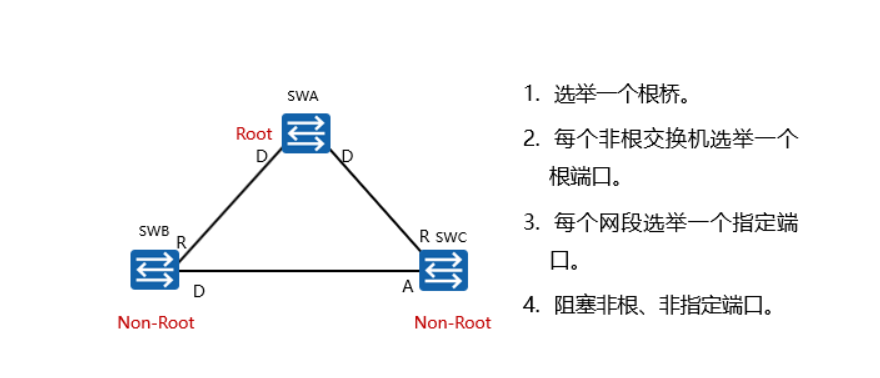 SWA
Root
D
D
SWB
R
R SWC
D
A
Non-Root
Non-Root
1. 选举一个根桥。
2. 每个非根交换机选举一个
根端口。
3. 每个网段选举一个指定端
口。
4. 阻塞非根、非指定端口。